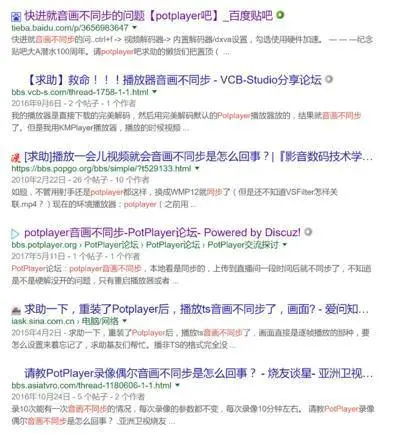 快进就音画不同步的问题【potplayer吧】_百度贴吧
tieba.baidu.com/p/3656983647
快进就音画不同步的问..ctrl+f -> 视频解码器-> 内置解码器/dxva设置,勾选使用硬件加速。 — — —纪念
贴吧大A潜水100周年。请potplayer吧求助的懒货们把置顶(...
【求助】救命!!!播放器音画不同步 - VCB-Studio分享论坛
bbs.vcb-s.com/thread-1758-1-1.html
2016年9月6日 - 2 个帖子 - 1 个作者
我的播放器是直接下载的完美解码,然后用完美解码默认的Potplayer播放器放的,结果就音画不同步
了。但是我用KMPlayer播放,播放的时候视频 ...
[求助]播放一会儿视频就会音画不同步是怎么回事?|『影音数码技术学...
https://bbs.popgo.org/bbs/simple/?t529133.html
2010年2月22日 - 26 个帖子 - 10 个作者
如题,不管用射手还是potplayer都这样,换成WMP12就同步了(但是还不知道VSFilter怎样关
联.mp4?)现在的环境播放器:potplayer(之前用...
potplayer音画不同步-PotPlayer论坛- Powered by Discuz!
bbs.potplayer.org › PotPlayer论坛 › PotPlayer论坛 › PotPlayer交流探讨
2017年5月11日 - 1 个帖子 - 1 个作者
PotPlayer论坛:potplayer音画不同步,本地看是同步的,上传到直播间一段时间后就不同步了,不知道
是不是硬解没开的问题,只有重启播放器或者 ...
求助一下,重装了Potplayer后,播放ts音画不同步了,画面? - 爱问知...
iask.sina.com.cn › 电脑/网络
2015年4月2日 - 求助一下,重装了Potplayer后,播放ts音画不同步了,画面直接是逐帧播放的那种,要
怎么设置来着忘记了,求助基友们帮忙。播非TS的格式完全没 ...
请教PotPlayer录像偶尔音画不同步是怎么回事? - 烧友谈星- 亚洲卫视...
www.asiatvro.com/thread-1180606-1-1.html
2016年10月24日 - 5 个帖子 - 2 个作者
录10次能有一次音画不同步的情况,每次录像的参数都不变,每次录像10分钟左右。 请教PotPlayer录
像偶尔音画不同步是怎么回事? ,亚洲卫视烧友 ...